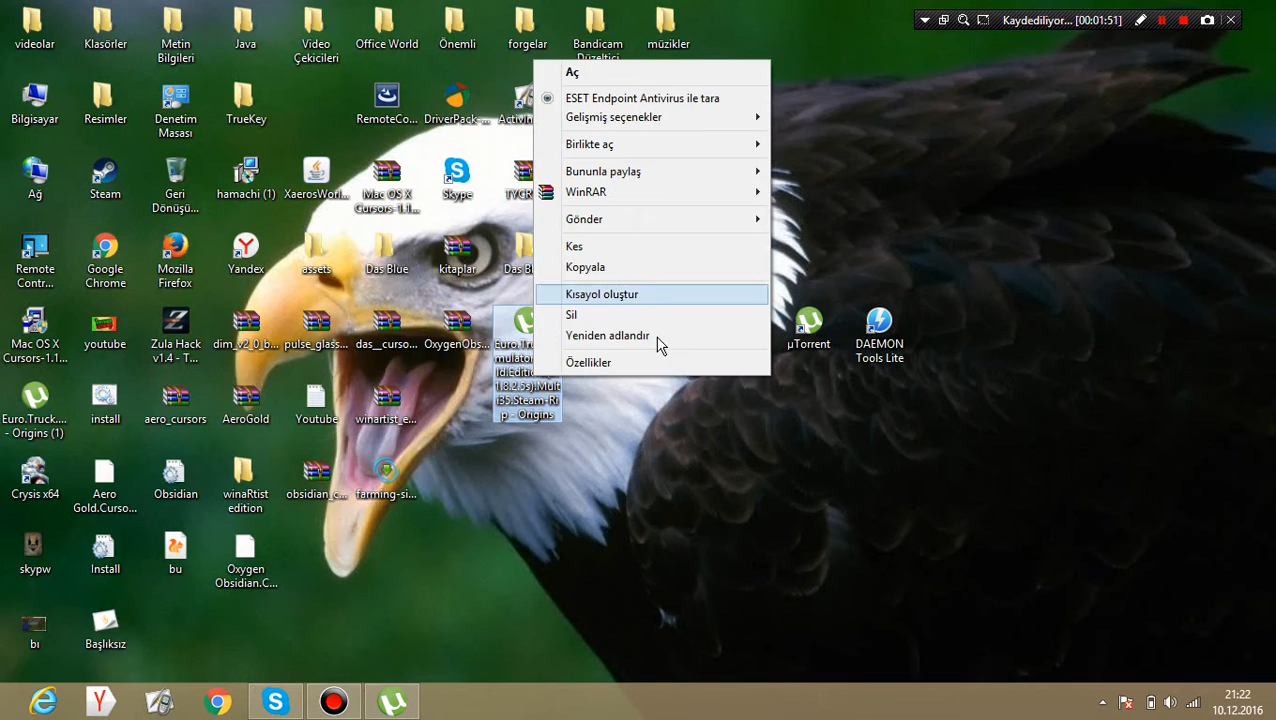 videolar
Klasörler
Metin
Bilgileri
Java
Video
Çekicileri
Office World
Önemli
forgelar
Bandicam
Düzeltici
müzikler
Kaydediliyor... [00:01:51]
Bilgisayar
Resimler
Denetim
Masası
TrueKey
RemoteCo...
DriverPack-...
Ağ
Steam
Geri
Dönüşü...
hamachi (1)
XaerosWorl...
Mac OS X
Cursors-1.1...
Skype
Remote
Contr...
Google
Chrome
Mozilla
Firefox
Yandex
assets
Das Blue
kitaplar
Mac OS X
Cursors-1.1...
youtube
Zula Hack
v1.4 - T...
dim_v2_0_b...
pulse_glass...
das__curso...
OxygenObs...
i35.Steam-Ri
p - Origins
µTorrent
DAEMON
Tools Lite
Euro.Truck....
- Origins (1)
install
aero_cursors
AeroGold
Youtube
winartist_e...
Crysis x64
Aero
Gold.Curso...
Obsidian
winaRtist
edition
obsidian_c...
farming-si...
skypw
Install
bu
Oxygen
Obsidian.C...
bı
Başlıksız
Aç
ESET Endpoint Antivirus ile tara
Gelişmiş seçenekler
Birlikte aç
Bununla paylaş
WinRAR
Gönder
Kes
Kopyala
Kısayol oluştur
Sil
Yeniden adlandır
Özellikler
21:22
10.12.2016